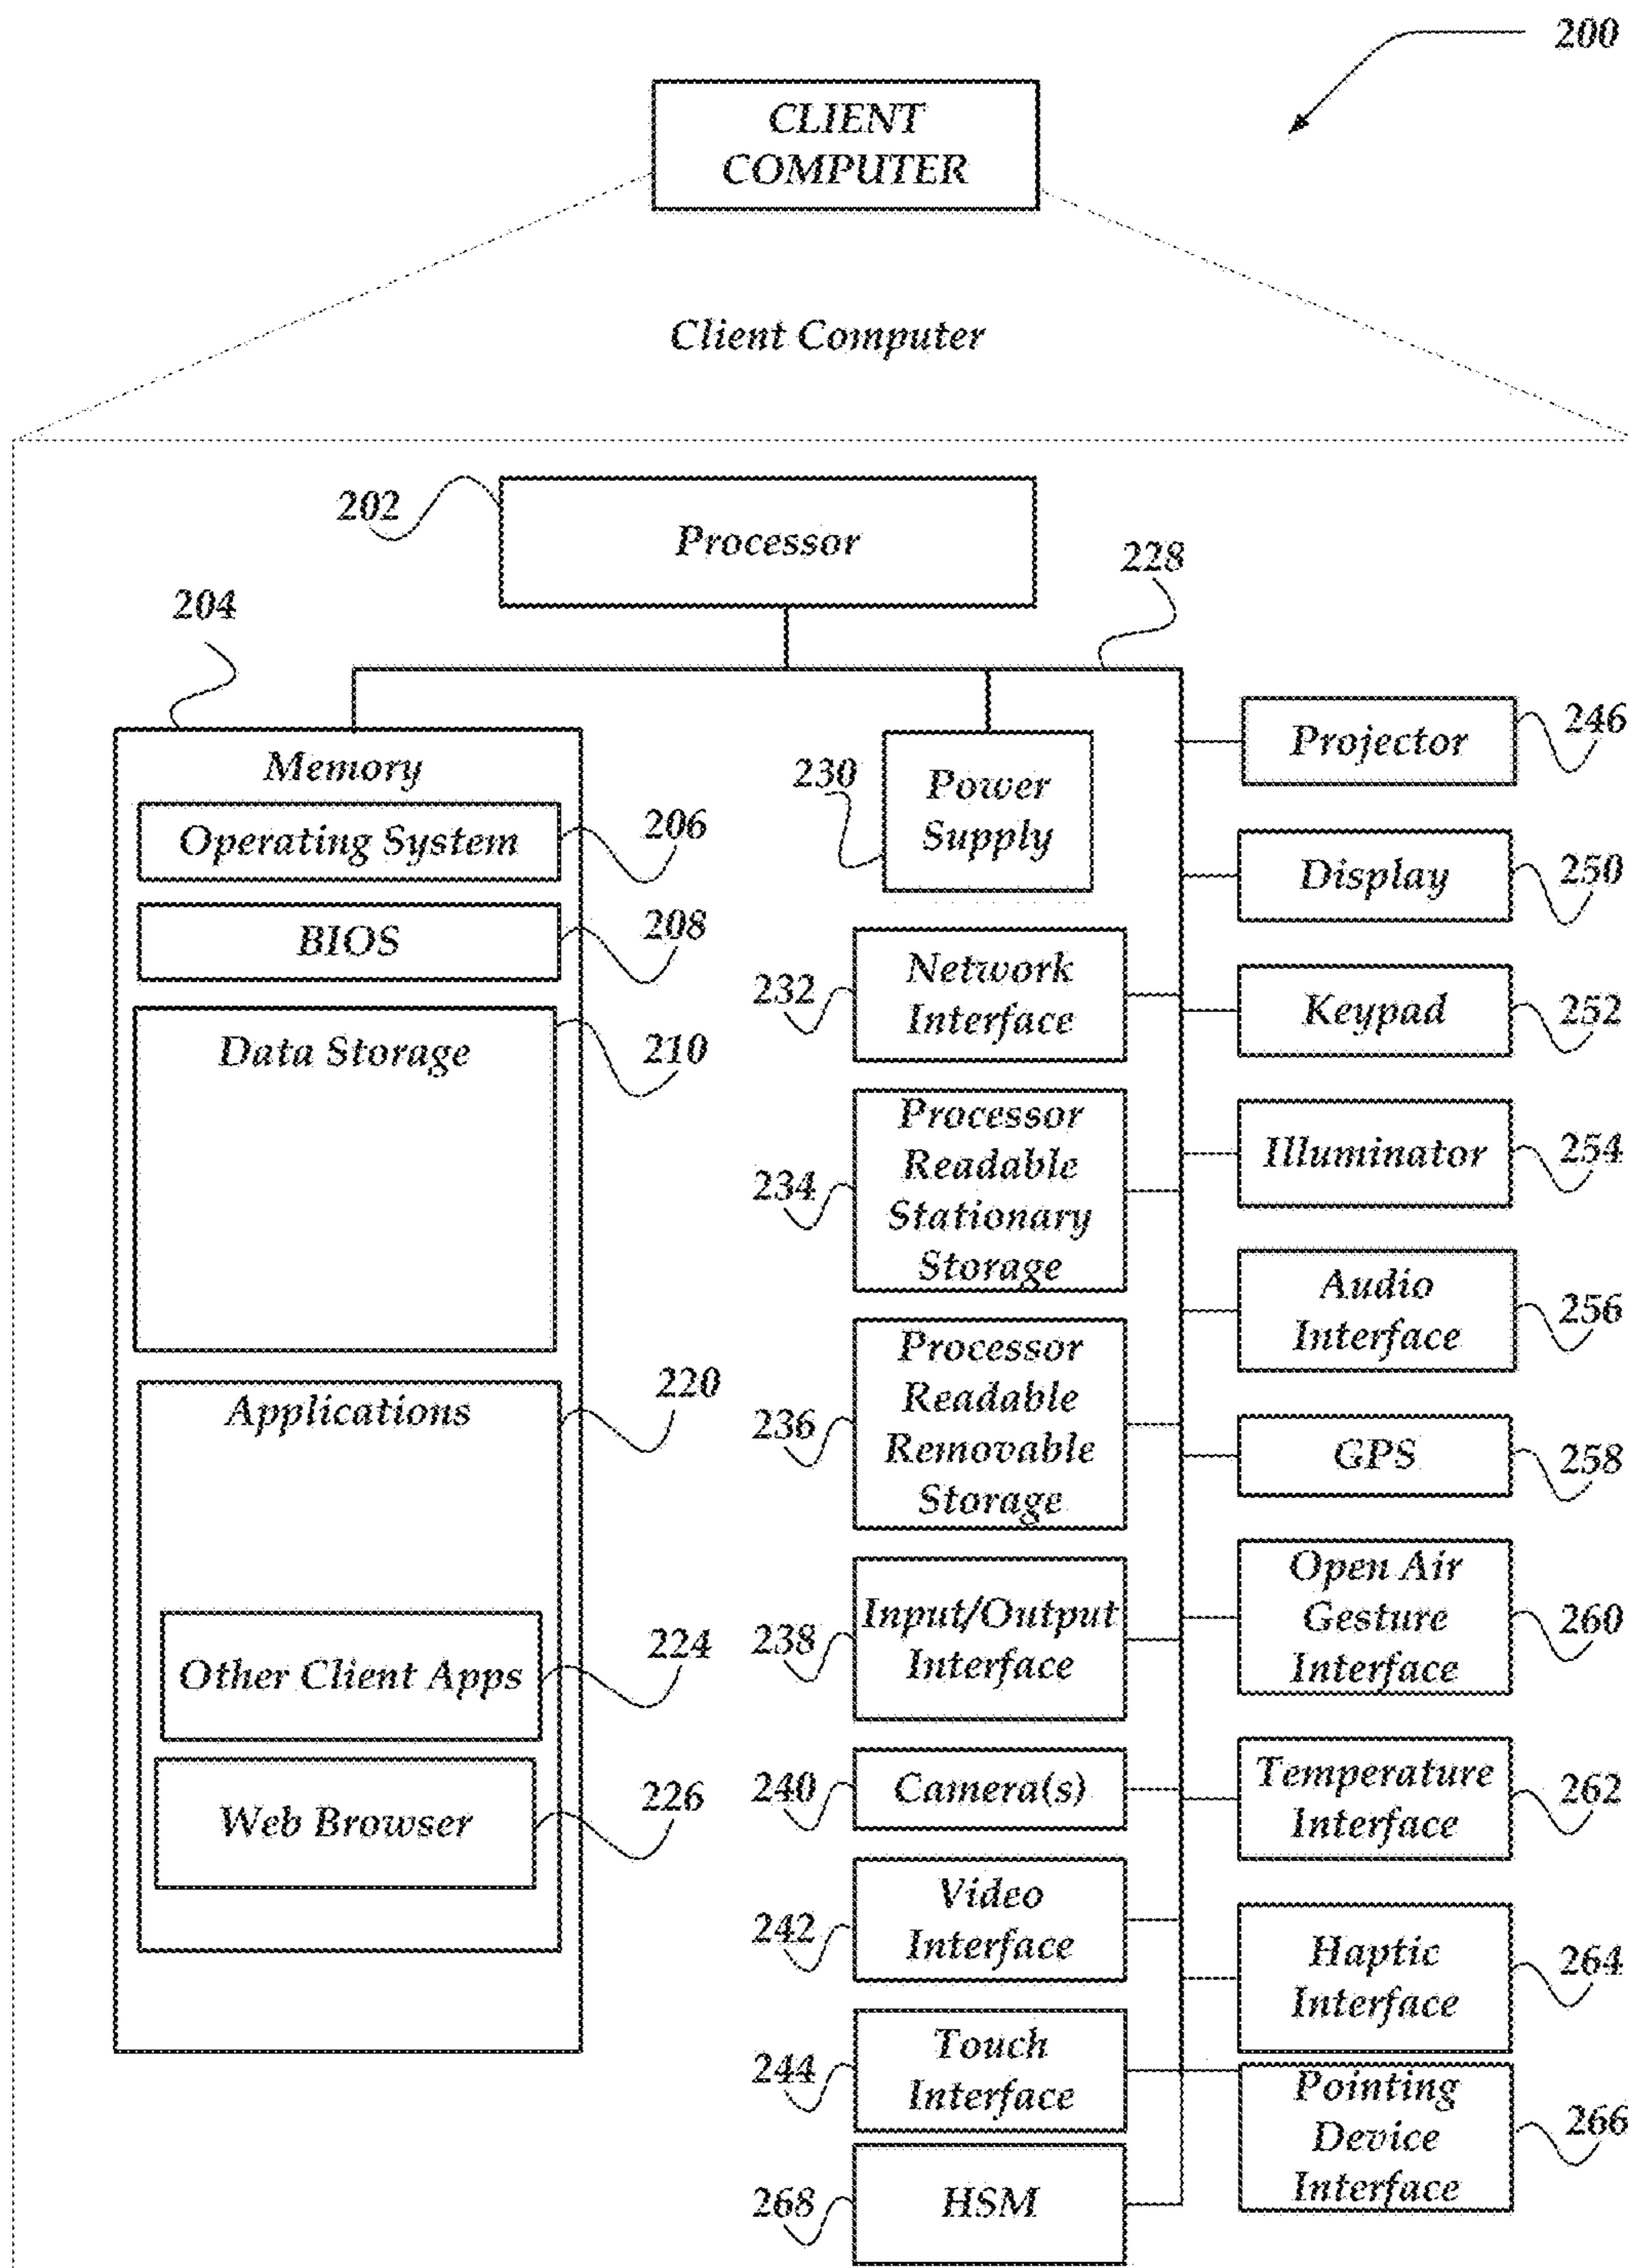 200
CLIENT
COMPUTER
Client Computer
202
Processor
228
204
Memory
Operating System
206
BIOS
208
Data Storage
210
Applications
220
Other Client Apps
224
Web Browser
226
230
Power
Supply
232
Network
Interface
234
Processor
Readable
Stationary
Storage
236
Processor
Readable
Removable
Storage
238
Input/Output
Interface
240
Camera(s)
242
Video
Interface
244
Touch
Interface
268
HSM
Projector
246
Display
250
Keypad
252
Illuminator
254
Audio
Interface
256
GPS
258
Open Air
Gesture
Interface
260
Temperature
Interface
262
Haptic
Interface
264
Pointing
Device
Interface
266